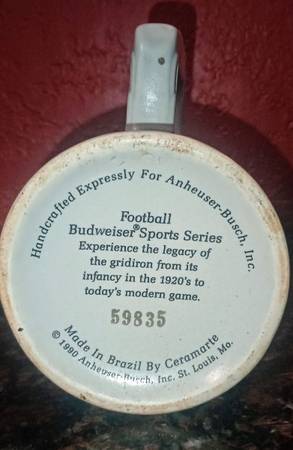 Handcrafted Expressly For Anheuser-Busch, Inc.
Football
Budweiser® Sports Series
Experience the legacy of
the gridiron from its
infancy in the 1920's to
today's modern game.
59835
Made In Brazil By Ceramarte
© 1990 Anheuser-Busch, Inc. St. Louis, Mo.